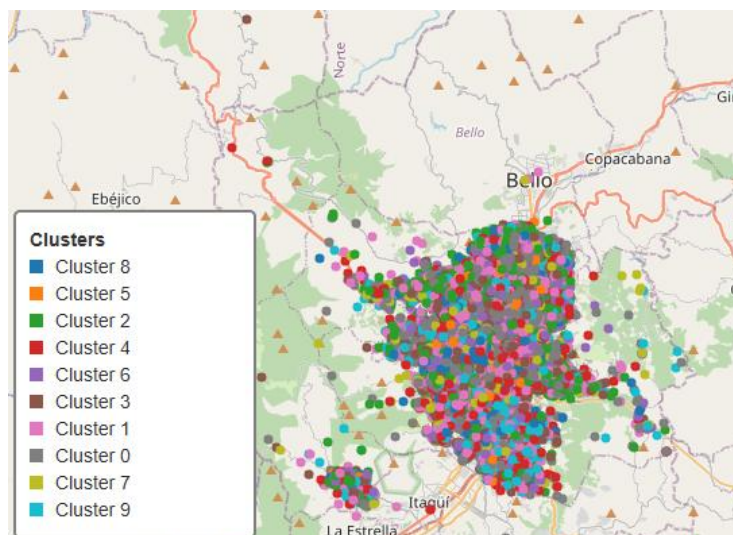 Norte
Gi
Bello
Copacabana
Bello
Ebéjico
Clusters
Cluster 8
Cluster 5
Cluster 2
Cluster 4
Cluster 6
Cluster 3
Cluster 1
Cluster 0
Cluster 7
Cluster 9
Itagüí
La Estrella